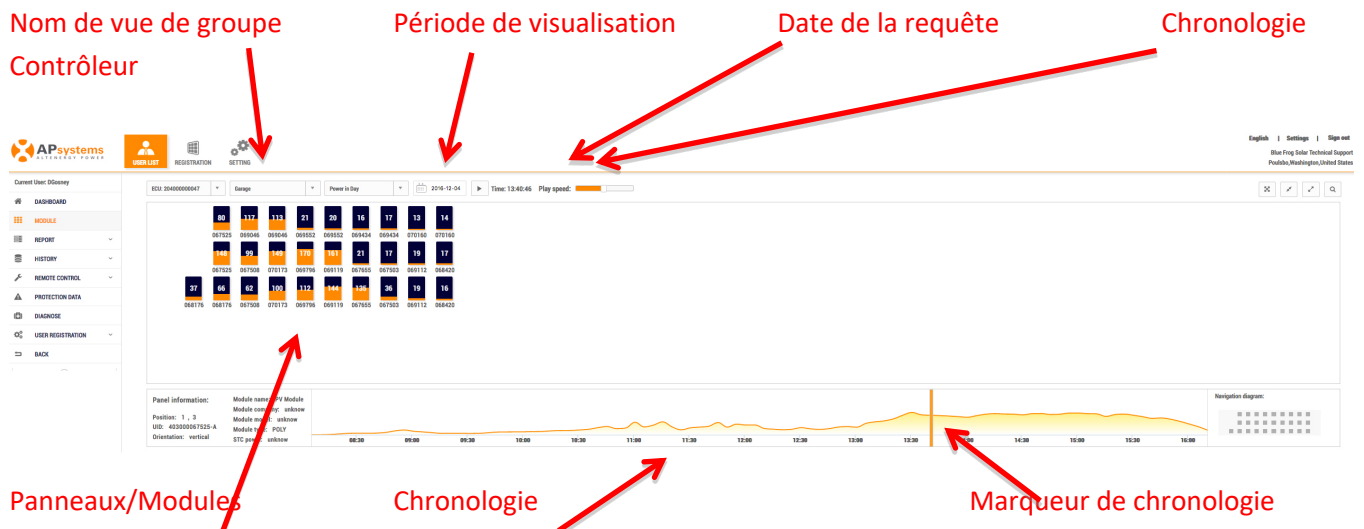 Nom de vue de groupe Période de visualisation Date de la requête Chronologie
Contrôleur
English | Settings | Sign out
APsystems
ALTENERGY POWER
USER LIST REGISTRATION SETTING
Blue Frog Solar Technical Support
Poulsbo,Washington,United States
Current User: DGosney
ECU: 204000000047 Garage Power in Day 2016-12-04 Time: 13:40:46 Play speed:
DASHBOARD
MODULE
REPORT
HISTORY
REMOTE CONTROL
PROTECTION DATA
DIAGNOSE
USER REGISTRATION
BACK
80 117 113 21 20 16 17 13 14
067525 069046 069046 069552 069552 069434 069434 070160 070160
148 99 149 170 161 21 17 19 17
067525 067508 070173 069796 069119 067655 067503 069112 068420
37 66 62 100 112 144 135 36 19 16
068176 068176 067508 070173 069796 069119 067655 067503 069112 068420
Panel information:
Position: 1 , 3
UID: 403000067525-A
Orientation: vertical
Module name: PV Module
Module company: unknow
Module model: unknow
Module type: POLY
STC power: unknow
08:30 09:00 09:30 10:00 10:30 11:00 11:30 12:00 12:30 13:00 13:30 14:30 15:00 15:30 16:00
Navigation diagram:
Panneaux/Modules Chronologie Marqueur de chronologie